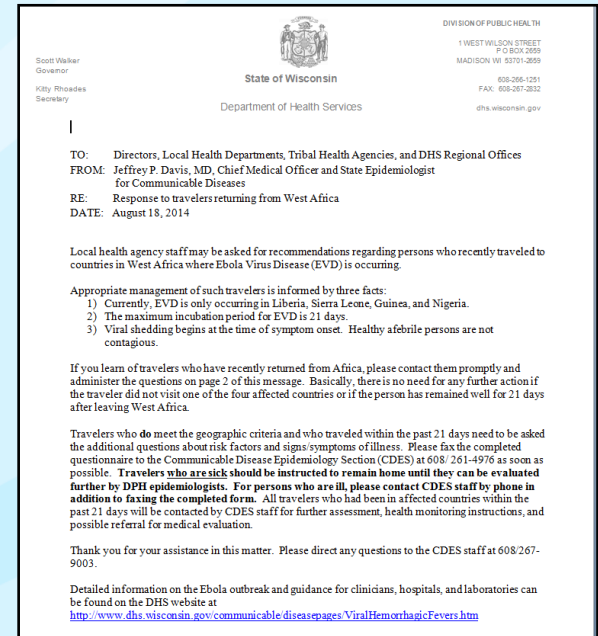 DIVISION OF PUBLIC HEALTH
1 WEST WILSON STREET
P O BOX 2659
MADISON WI 53701-2659
Scott Walker
Governor
State of Wisconsin
608-266-1251
FAX: 608-267-2832
Kitty Rhoades
Secretary
Department of Health Services
dhs.wisconsin.gov
TO: Directors, Local Health Departments, Tribal Health Agencies, and DHS Regional Offices
FROM: Jeffrey P. Davis, MD, Chief Medical Officer and State Epidemiologist
for Communicable Diseases
RE: Response to travelers returning from West Africa
DATE: August 18, 2014
Local health agency staff may be asked for recommendations regarding persons who recently traveled to
countries in West Africa where Ebola Virus Disease (EVD) is occurring.
Appropriate management of such travelers is informed by three facts:
1) Currently, EVD is only occurring in Liberia, Sierra Leone, Guinea, and Nigeria.
2) The maximum incubation period for EVD is 21 days.
3) Viral shedding begins at the time of symptom onset. Healthy afebrile persons are not
contagious.
If you learn of travelers who have recently returned from Africa, please contact them promptly and
administer the questions on page 2 of this message. Basically, there is no need for any further action if
the traveler did not visit one of the four affected countries or if the person has remained well for 21 days
after leaving West Africa.
Travelers who do meet the geographic criteria and who traveled within the past 21 days need to be asked
the additional questions about risk factors and signs/symptoms of illness. Please fax the completed
questionnaire to the Communicable Disease Epidemiology Section (CDES) at 608/ 261-4976 as soon as
possible. Travelers who are sick should be instructed to remain home until they can be evaluated
further by DPH epidemiologists. For persons who are ill, please contact CDES staff by phone in
addition to faxing the completed form. All travelers who had been in affected countries within the
past 21 days will be contacted by CDES staff for further assessment, health monitoring instructions, and
possible referral for medical evaluation.
Thank you for your assistance in this matter. Please direct any questions to the CDES staff at 608/267-
9003.
Detailed information on the Ebola outbreak and guidance for clinicians, hospitals, and laboratories can
be found on the DHS website at
http://www.dhs.wisconsin.gov/communicable/diseasepages/ViralHemorrhagicFevers.htm